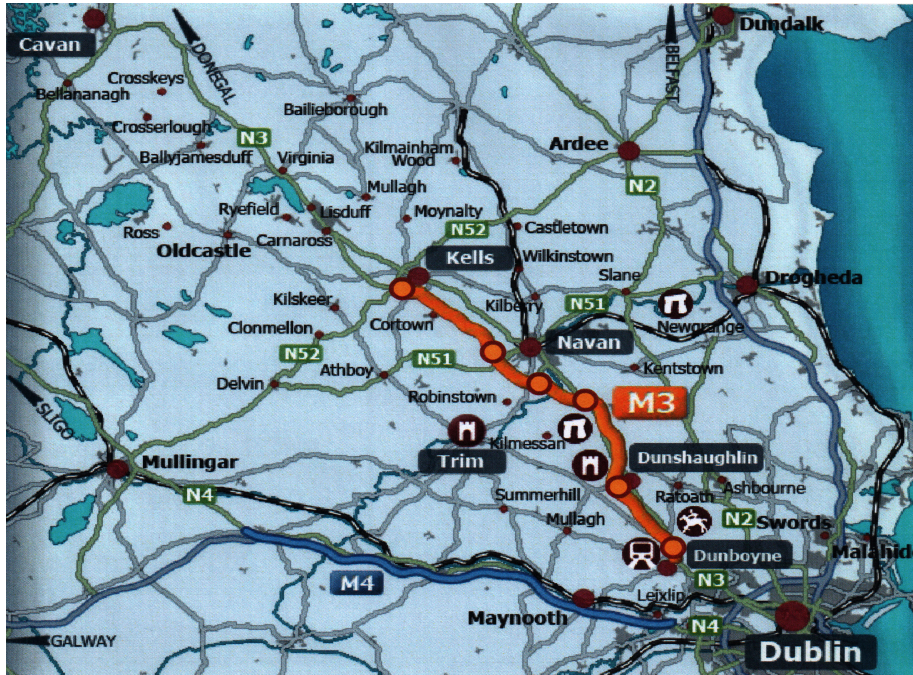 Cavan
DONEGAL
BELFAST
Dundalk
Crosskeys
Bellananagh
Bailieborough
Crosserlough
N3
Ardee
Ballyjamesduff
Virginia
Kilmainham
Wood
N2
Mullagh
Ryefield
Lisduff
Moynalty
Ross
Oldcastle
Carnaross
N52
Castletown
Kells
Wilkinstown
Slane
Drogheda
Kilskeer
Cortown
Kilberry
N51
Newgrange
Clonmellon
N52
Navan
Athboy
N51
Kentstown
Delvin
Robinstown
M3
SLIGO
Kilmessan
Mullingar
Trim
Dunshaughlin
N4
Summerhill
Ratoath
Ashbourne
Mullagh
N2
Swords
Malahid
Dunboyne
M4
N3
Leixlip
Maynooth
GALWAY
N4
Dublin